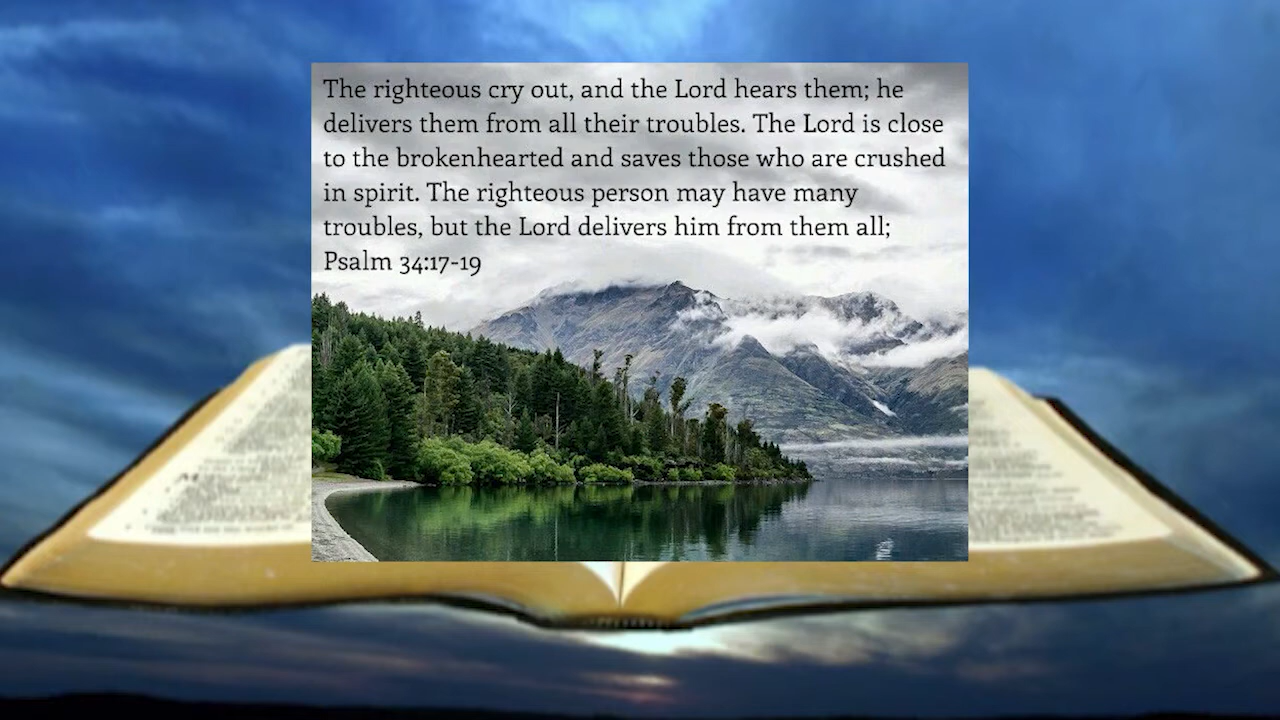 The righteous cry out, and the Lord hears them; he
delivers them from all their troubles. The Lord is close
to the brokenhearted and saves those who are crushed
in spirit. The righteous person may have many
troubles, but the Lord delivers him from them all;
Psalm 34:17-19